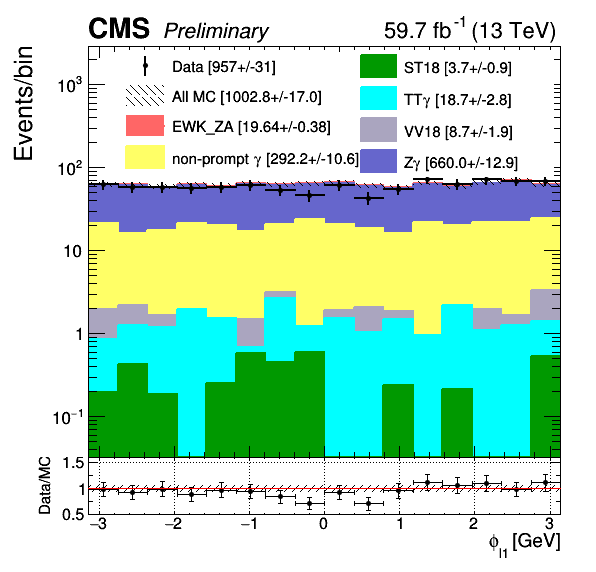 CMS Preliminary 59.7 fb⁻¹ (13 TeV)
Events/bin
Data [957+/-31]
All MC [1002.8+/-17.0]
EWK_ZA [19.64+/-0.38]
non-prompt γ [292.2+/-10.6]
ST18 [3.7+/-0.9]
TTγ [18.7+/-2.8]
VV18 [8.7+/-1.9]
Zγ [660.0+/-12.9]
10³
10²
10
1
10⁻¹
Data/MC
1.5
1
0.5
−3 −2 −1 0 1 2 3
ϕ_l1 [GeV]